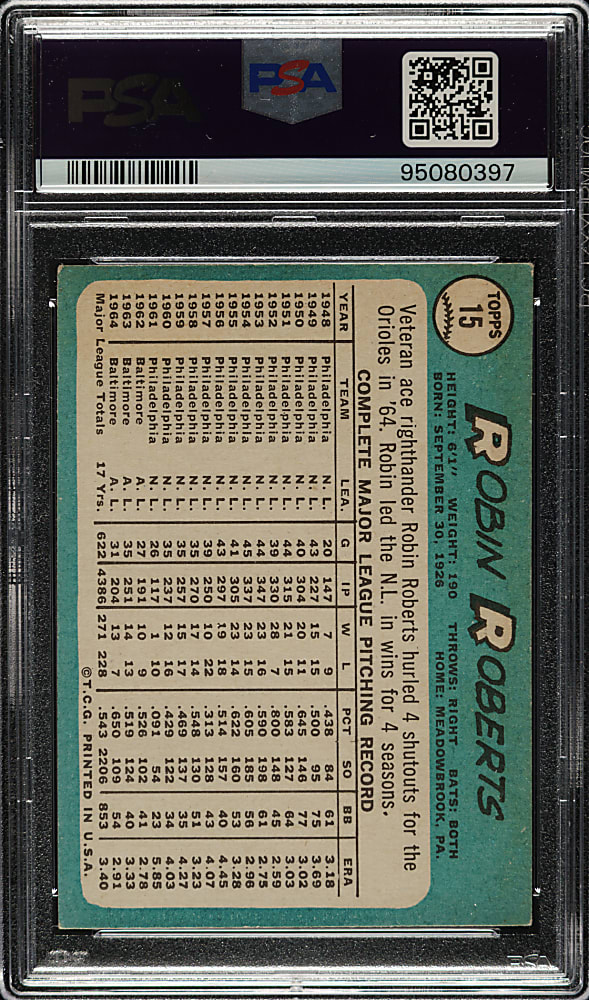 PSA
PSA
95080397
TOPPS
15
ROBIN ROBERTS
HEIGHT: 6'1" WEIGHT: 190 THROWS: RIGHT BATS: BOTH
BORN: SEPTEMBER 30, 1926 HOME: MEADOWBROOK, PA.
Veteran ace righthander Robin Roberts hurled 4 shutouts for the
Orioles in '64. Robin led the N.L. in wins for 4 seasons.
COMPLETE MAJOR LEAGUE PITCHING RECORD
YEAR TEAM LEA. G IP W L PCT SO BB ERA
1948 Philadelphia N. L. 20 147 7 9 .438 84 61 3.18
1949 Philadelphia N. L. 43 227 15 15 .500 95 75 3.69
1950 Philadelphia N. L. 40 304 20 11 .645 146 77 3.02
1951 Philadelphia N. L. 44 315 21 15 .583 127 64 3.03
1952 Philadelphia N. L. 39 330 28 7 .800 148 45 2.59
1953 Philadelphia N. L. 44 347 23 16 .590 198 61 2.75
1954 Philadelphia N. L. 45 337 23 15 .605 185 56 2.96
1955 Philadelphia N. L. 41 305 23 14 .622 160 53 3.28
1956 Philadelphia N. L. 43 297 19 18 .514 157 40 4.45
1957 Philadelphia N. L. 39 250 10 22 .313 128 43 4.07
1958 Philadelphia N. L. 35 270 17 14 .548 130 51 3.23
1959 Philadelphia N. L. 35 257 15 17 .469 137 35 4.27
1960 Philadelphia N. L. 35 237 12 16 .429 122 34 4.03
1961 Philadelphia N. L. 26 117 1 10 .091 54 23 5.85
1962 Baltimore A. L. 27 191 10 9 .526 102 41 2.78
1963 Baltimore A. L. 35 251 14 13 .519 124 40 3.33
1964 Baltimore A. L. 31 204 13 7 .650 109 54 2.91
Major League Totals 17 Yrs. 622 4386 271 228 .543 2206 853 3.40
©T.C.G. PRINTED IN U.S.A.
PSA